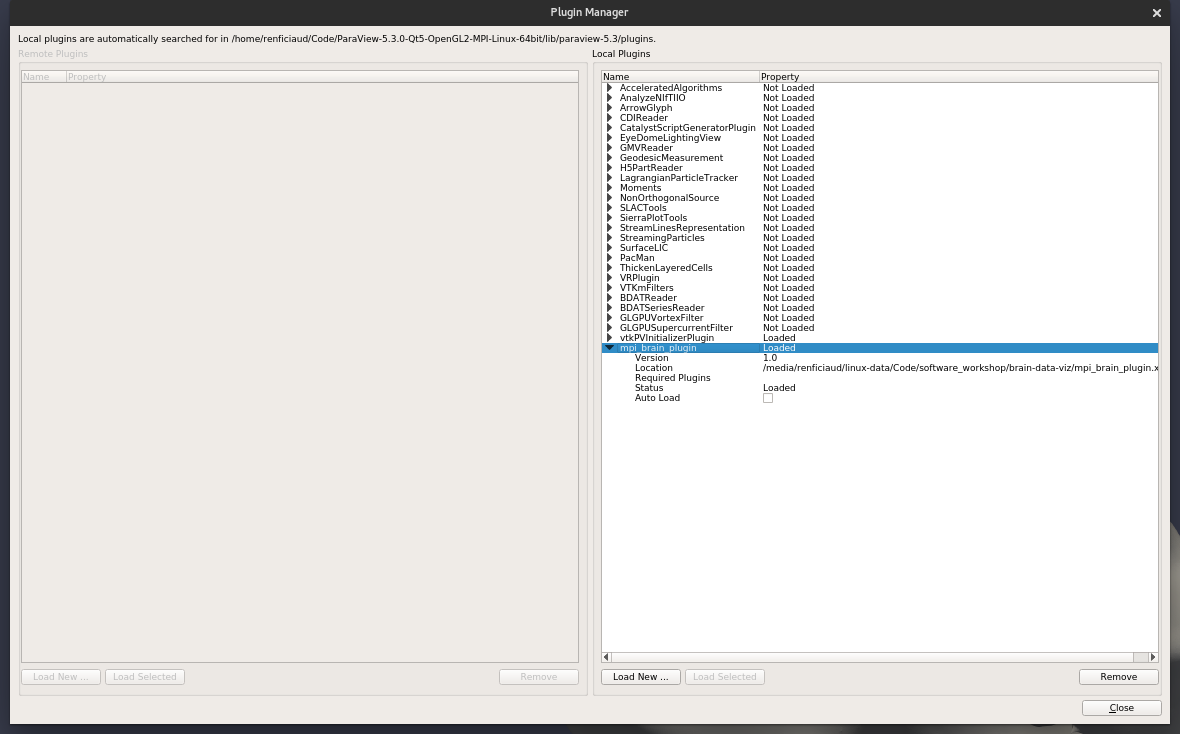 Plugin Manager
Local plugins are automatically searched for in /home/renficiaud/Code/ParaView-5.3.0-Qt5-OpenGL2-MPI-Linux-64bit/lib/paraview-5.3/plugins.
Remote Plugins
Name Property
Load New ... Load Selected Remove
Local Plugins
Name Property
AcceleratedAlgorithms Not Loaded
AnalyzeNIfTIIO Not Loaded
ArrowGlyph Not Loaded
CDIReader Not Loaded
CatalystScriptGeneratorPlugin Not Loaded
EyeDomeLightingView Not Loaded
GMVReader Not Loaded
GeodesicMeasurement Not Loaded
H5PartReader Not Loaded
LagrangianParticleTracker Not Loaded
Moments Not Loaded
NonOrthogonalSource Not Loaded
SLACTools Not Loaded
SierraPlotTools Not Loaded
StreamLinesRepresentation Not Loaded
StreamingParticles Not Loaded
SurfaceLIC Not Loaded
PacMan Not Loaded
ThickenLayeredCells Not Loaded
VRPlugin Not Loaded
VTKmFilters Not Loaded
BDATReader Not Loaded
BDATSeriesReader Not Loaded
GLGPUVortexFilter Not Loaded
GLGPUSupercurrentFilter Not Loaded
vtkPVInitializerPlugin Loaded
mpi_brain_plugin Loaded
Version 1.0
Location /media/renficiaud/linux-data/Code/software_workshop/brain-data-viz/mpi_brain_plugin.x
Required Plugins
Status Loaded
Auto Load
Load New ... Load Selected Remove
Close